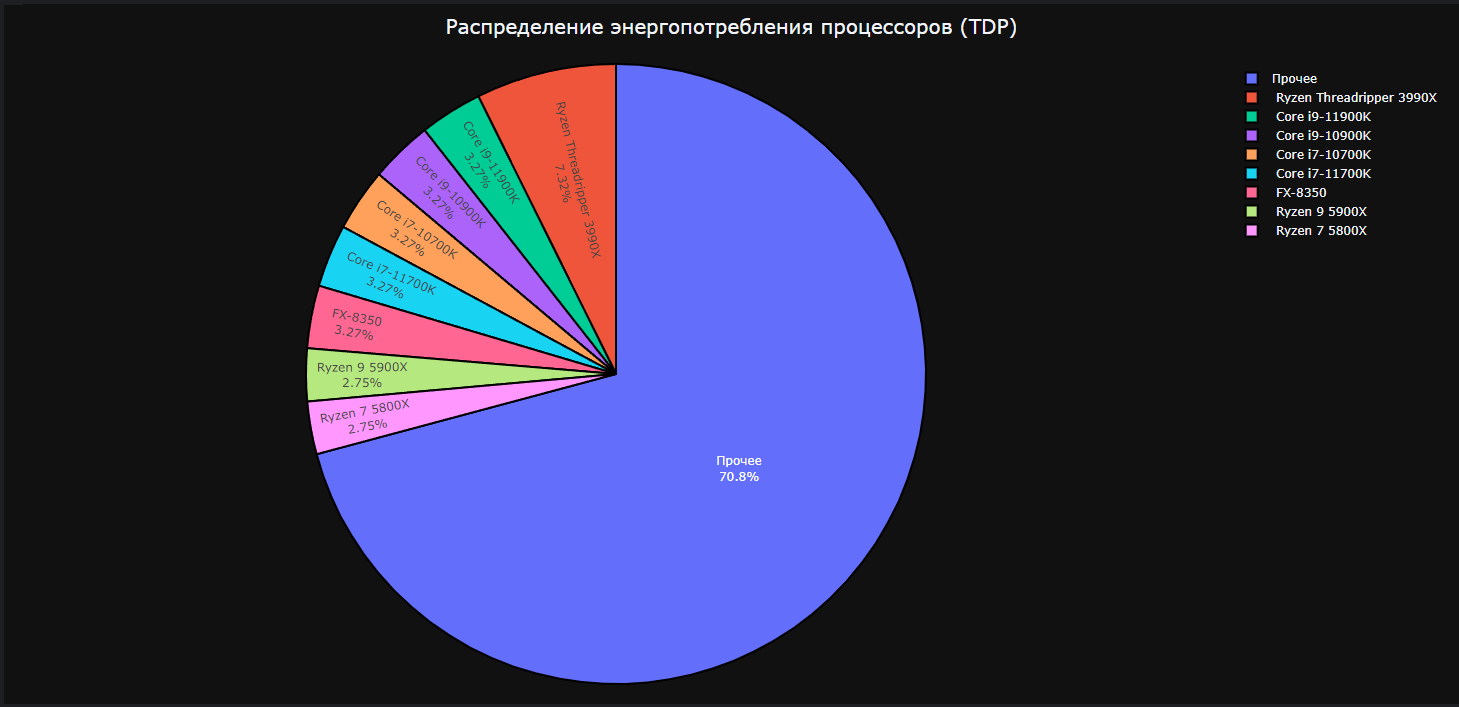 Распределение энергопотребления процессоров (TDP)
Прочее
Ryzen Threadripper 3990X
Core i9-11900K
Core i9-10900K
Core i7-10700K
Core i7-11700K
FX-8350
Ryzen 9 5900X
Ryzen 7 5800X
Ryzen Threadripper 3990X
7.32%
Core i9-11900K
3.27%
Core i9-10900K
3.27%
Core i7-10700K
3.27%
Core i7-11700K
3.27%
FX-8350
3.27%
Ryzen 9 5900X
2.75%
Ryzen 7 5800X
2.75%
Прочее
70.8%